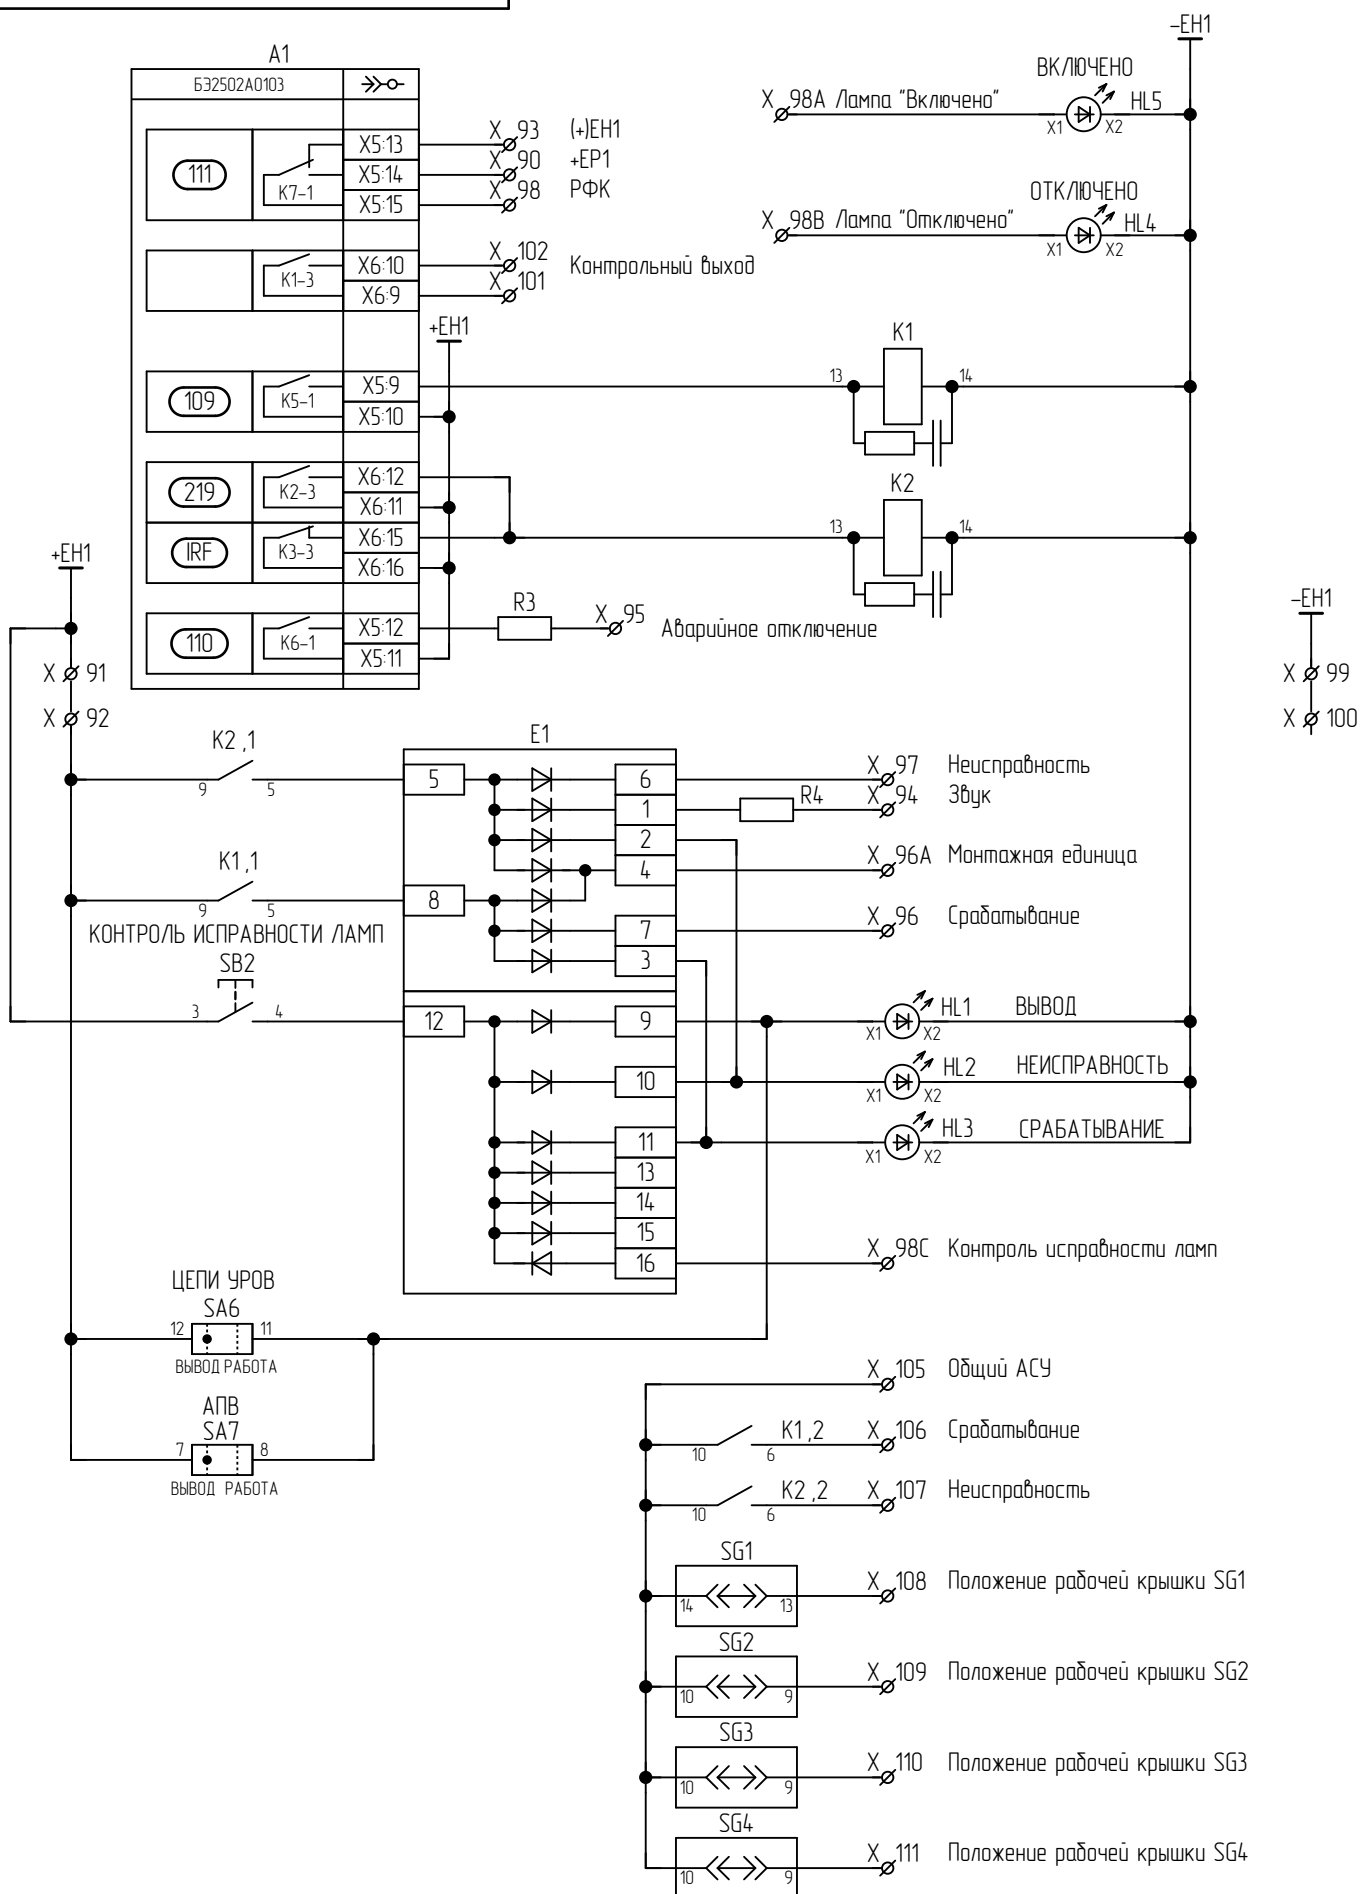 -EH1
A1
БЭ2502А0103
ВКЛЮЧЕНО
X 98A Лампа "Включено"
X1 X2 HL5
111
K7-1
X5:13 X 93 (+)EH1
X5:14 X 90 +EP1
X5:15 X 98 РФК
ОТКЛЮЧЕНО
X 98B Лампа "Отключено"
X1 X2 HL4
K1-3
X6:10 X 102 Контрольный выход
X6:9 X 101
+EH1
K1
109
K5-1
X5:9 13 14
X5:10
K2
219
K2-3
X6:12
X6:11
IRF
K3-3
X6:15 13 14
X6:16
+EH1
-EH1
110
K6-1
X5:12 R3 X 95 Аварийное отключение
X5:11
X 91
X 92
X 99
X 100
E1
K2,1
9 5
5
6 X 97 Неисправность
1 R4 X 94 Звук
2
4 X 96A Монтажная единица
K1,1
9 5
8
7 X 96 Срабатывание
3
КОНТРОЛЬ ИСПРАВНОСТИ ЛАМП
SB2
3 4
12
9 X1 X2 HL1 ВЫВОД
10 X1 X2 HL2 НЕИСПРАВНОСТЬ
11 X1 X2 HL3 СРАБАТЫВАНИЕ
13
14
15
16 X 98C Контроль исправности ламп
ЦЕПИ УРОВ
SA6
12 11
ВЫВОД РАБОТА
АПВ
SA7
7 8
ВЫВОД РАБОТА
X 105 Общий АСУ
10 6 K1,2 X 106 Срабатывание
10 6 K2,2 X 107 Неисправность
SG1
14 13 X 108 Положение рабочей крышки SG1
SG2
10 9 X 109 Положение рабочей крышки SG2
SG3
10 9 X 110 Положение рабочей крышки SG3
SG4
10 9 X 111 Положение рабочей крышки SG4